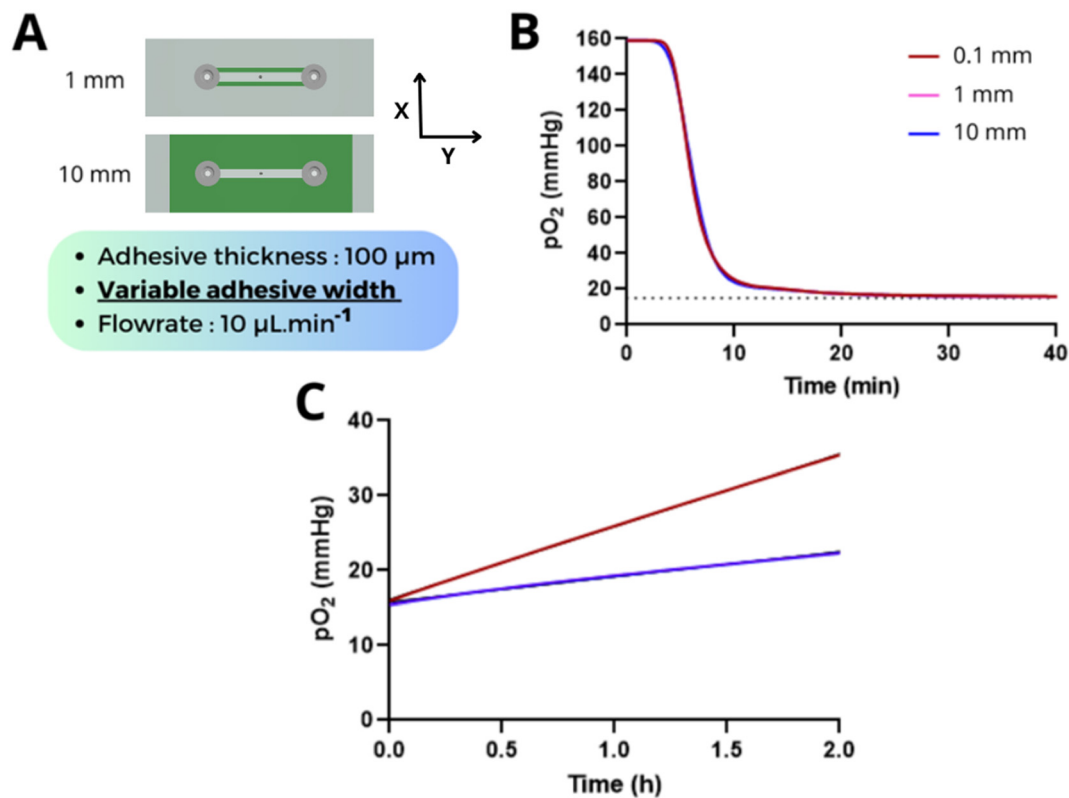 A
1 mm
10 mm
X
Y
• Adhesive thickness : 100 µm
• Variable adhesive width
• Flowrate : 10 µL.min⁻¹
B
160
140
120
100
80
60
40
20
0
pO₂ (mmHg)
0 10 20 30 40
Time (min)
0.1 mm
1 mm
10 mm
C
40
30
20
10
0
pO₂ (mmHg)
0.0 0.5 1.0 1.5 2.0
Time (h)